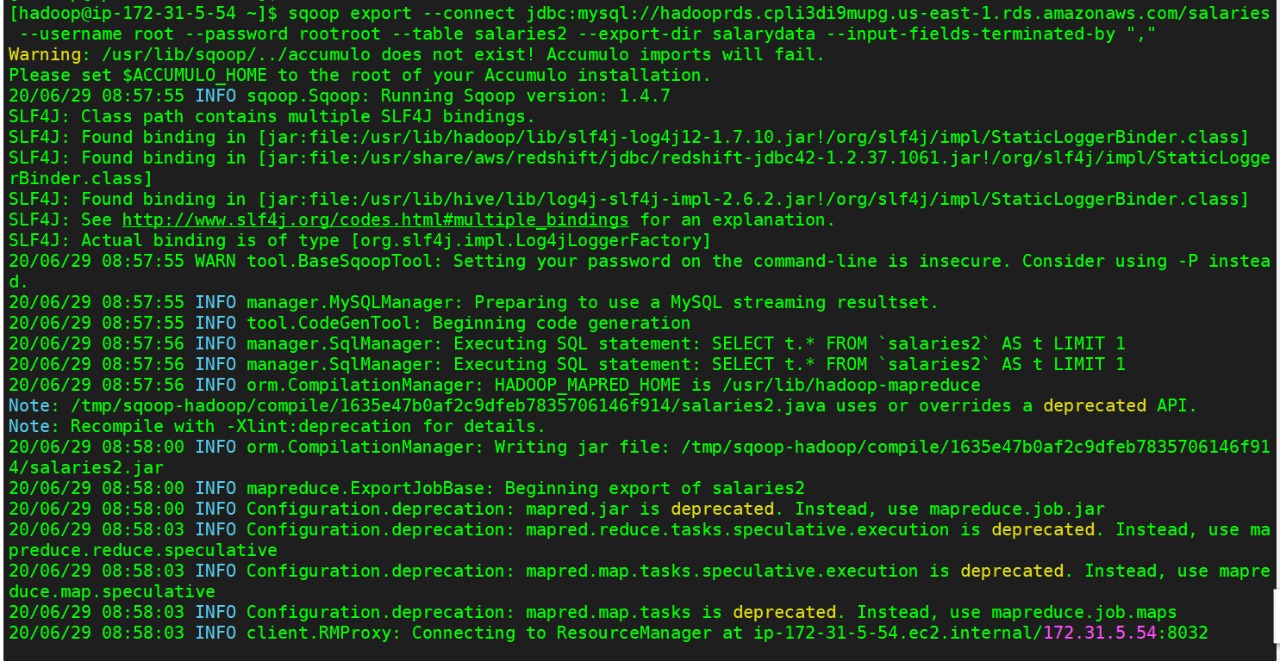 [hadoop@ip-172-31-5-54 ~]$ sqoop export --connect jdbc:mysql://hadooprds.cpli3di9mupg.us-east-1.rds.amazonaws.com/salaries
--username root --password rootroot --table salaries2 --export-dir salarydata --input-fields-terminated-by ","
Warning: /usr/lib/sqoop/../accumulo does not exist! Accumulo imports will fail.
Please set $ACCUMULO_HOME to the root of your Accumulo installation.
20/06/29 08:57:55 INFO sqoop.Sqoop: Running Sqoop version: 1.4.7
SLF4J: Class path contains multiple SLF4J bindings.
SLF4J: Found binding in [jar:file:/usr/lib/hadoop/lib/slf4j-log4j12-1.7.10.jar!/org/slf4j/impl/StaticLoggerBinder.class]
SLF4J: Found binding in [jar:file:/usr/share/aws/redshift/jdbc/redshift-jdbc42-1.2.37.1061.jar!/org/slf4j/impl/StaticLogge
rBinder.class]
SLF4J: Found binding in [jar:file:/usr/lib/hive/lib/log4j-slf4j-impl-2.6.2.jar!/org/slf4j/impl/StaticLoggerBinder.class]
SLF4J: See http://www.slf4j.org/codes.html#multiple_bindings for an explanation.
SLF4J: Actual binding is of type [org.slf4j.impl.Log4jLoggerFactory]
20/06/29 08:57:55 WARN tool.BaseSqoopTool: Setting your password on the command-line is insecure. Consider using -P instea
d.
20/06/29 08:57:55 INFO manager.MySQLManager: Preparing to use a MySQL streaming resultset.
20/06/29 08:57:55 INFO tool.CodeGenTool: Beginning code generation
20/06/29 08:57:56 INFO manager.SqlManager: Executing SQL statement: SELECT t.* FROM `salaries2` AS t LIMIT 1
20/06/29 08:57:56 INFO manager.SqlManager: Executing SQL statement: SELECT t.* FROM `salaries2` AS t LIMIT 1
20/06/29 08:57:56 INFO orm.CompilationManager: HADOOP_MAPRED_HOME is /usr/lib/hadoop-mapreduce
Note: /tmp/sqoop-hadoop/compile/1635e47b0af2c9dfeb7835706146f914/salaries2.java uses or overrides a deprecated API.
Note: Recompile with -Xlint:deprecation for details.
20/06/29 08:58:00 INFO orm.CompilationManager: Writing jar file: /tmp/sqoop-hadoop/compile/1635e47b0af2c9dfeb7835706146f91
4/salaries2.jar
20/06/29 08:58:00 INFO mapreduce.ExportJobBase: Beginning export of salaries2
20/06/29 08:58:00 INFO Configuration.deprecation: mapred.jar is deprecated. Instead, use mapreduce.job.jar
20/06/29 08:58:03 INFO Configuration.deprecation: mapred.reduce.tasks.speculative.execution is deprecated. Instead, use ma
preduce.reduce.speculative
20/06/29 08:58:03 INFO Configuration.deprecation: mapred.map.tasks.speculative.execution is deprecated. Instead, use mapre
duce.map.speculative
20/06/29 08:58:03 INFO Configuration.deprecation: mapred.map.tasks is deprecated. Instead, use mapreduce.job.maps
20/06/29 08:58:03 INFO client.RMProxy: Connecting to ResourceManager at ip-172-31-5-54.ec2.internal/172.31.5.54:8032